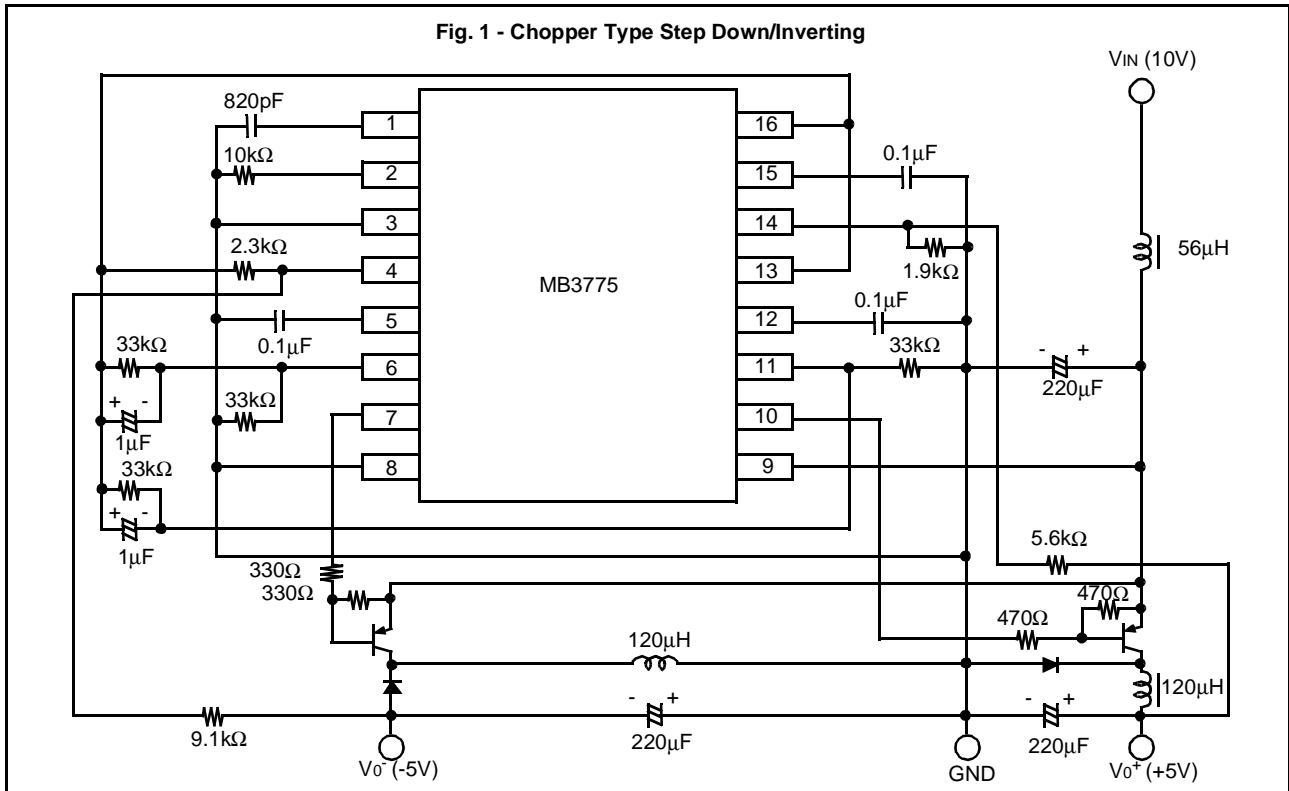 Fig. 1 - Chopper Type Step Down/Inverting
VIN (10V)
820pF
1
16
10kΩ
0.1μF
2
15
3
14
2.3kΩ
56μH
1.9kΩ
4
13
MB3775
0.1μF
5
12
0.1μF
33kΩ
33kΩ
- +
6
11
220μF
33kΩ
+ -
7
10
1μF
33kΩ
8
9
+ -
1μF
5.6kΩ
330Ω
330Ω
470Ω
470Ω
120μH
120μH
- +
- +
9.1kΩ
220μF
220μF
V0- (-5V)
GND
V0+ (+5V)